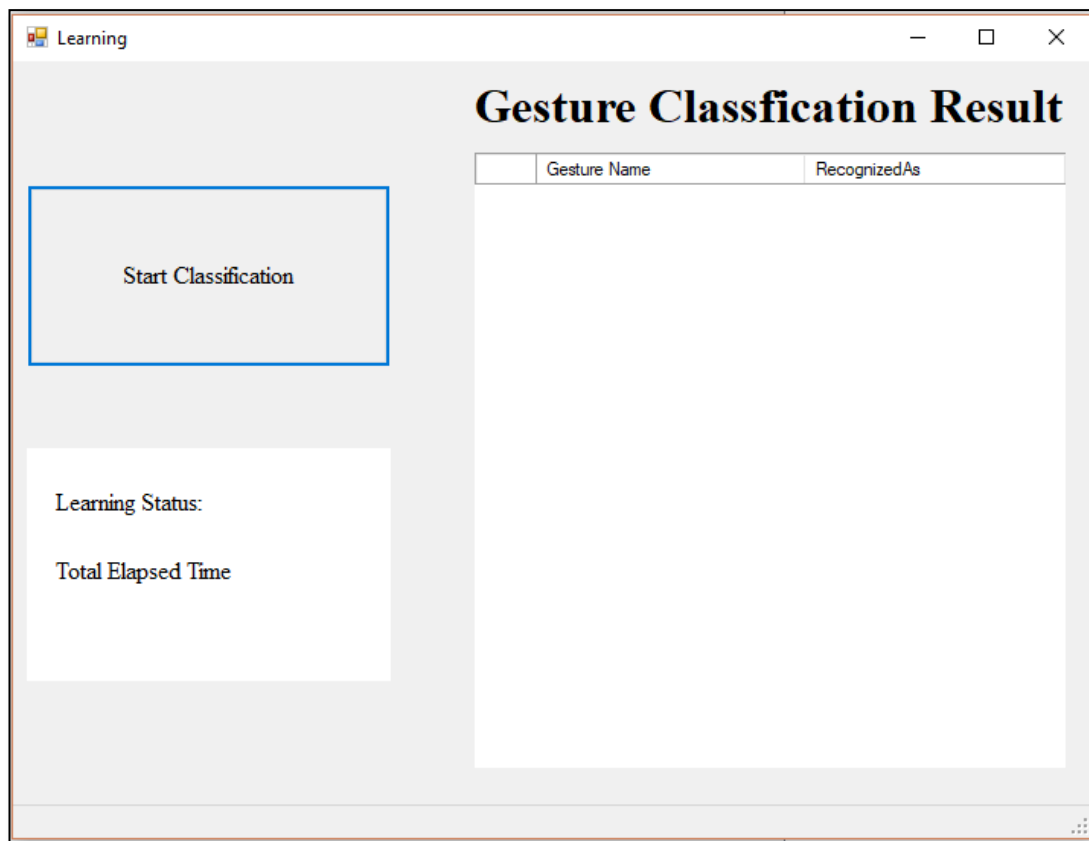 Learning
Gesture Classfication Result
Gesture Name RecognizedAs
Start Classification
Learning Status:
Total Elapsed Time